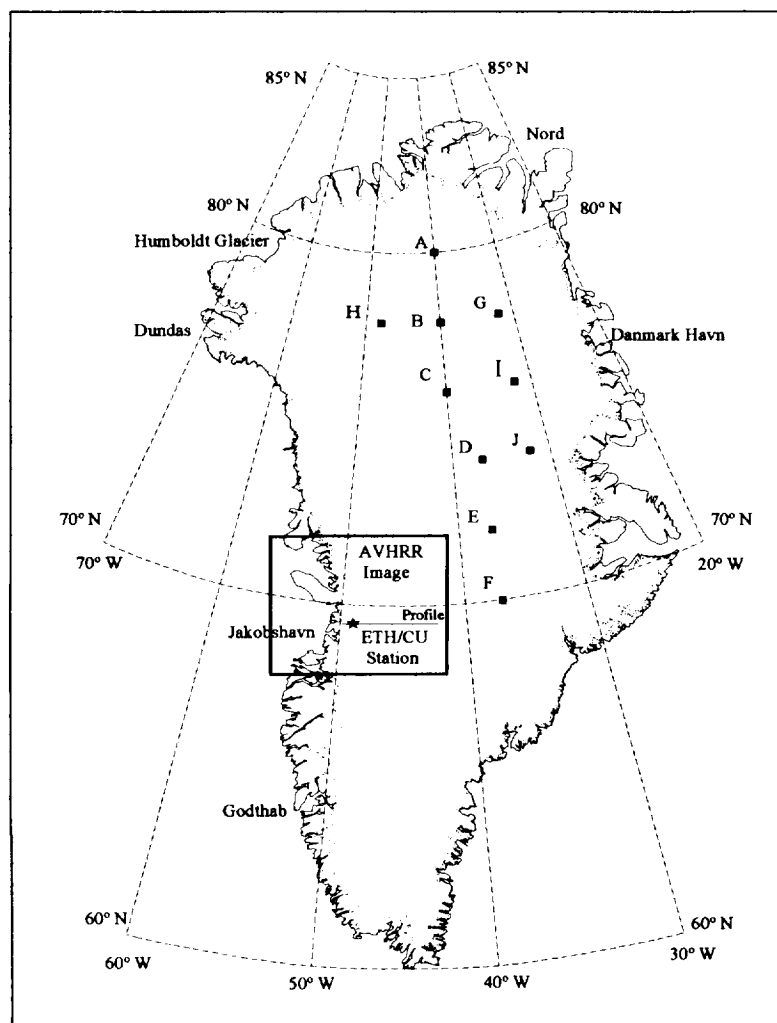 85° N
85° N
Nord
80° N
80° N
Humboldt Glacier
A
H
B
G
Dundas
Danmark Havn
C
I
D
J
E
70° N
70° N
70° W
20° W
AVHRR
Image
F
Profile
Jakobshavn
ETH/CU
Station
Godthab
60° N
60° N
60° W
30° W
50° W
40° W